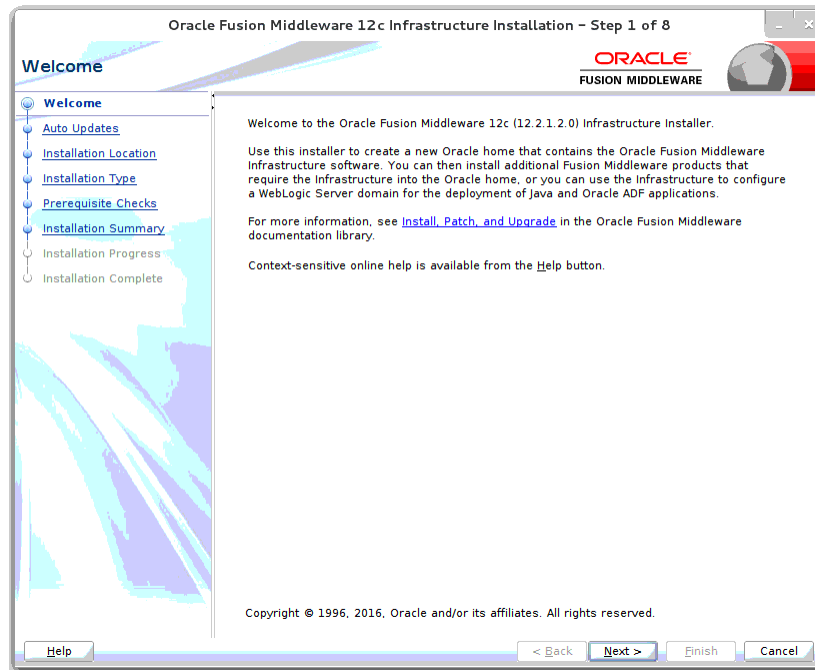 Oracle Fusion Middleware 12c Infrastructure Installation – Step 1 of 8
Welcome
ORACLE
FUSION MIDDLEWARE
Welcome
Auto Updates
Installation Location
Installation Type
Prerequisite Checks
Installation Summary
Installation Progress
Installation Complete
Welcome to the Oracle Fusion Middleware 12c (12.2.1.2.0) Infrastructure Installer.
Use this installer to create a new Oracle home that contains the Oracle Fusion Middleware
Infrastructure software. You can then install additional Fusion Middleware products that
require the Infrastructure into the Oracle home, or you can use the Infrastructure to configure
a WebLogic Server domain for the deployment of Java and Oracle ADF applications.
For more information, see Install, Patch, and Upgrade in the Oracle Fusion Middleware
documentation library.
Context-sensitive online help is available from the Help button.
Copyright © 1996, 2016, Oracle and/or its affiliates. All rights reserved.
Help
< Back
Next >
Finish
Cancel